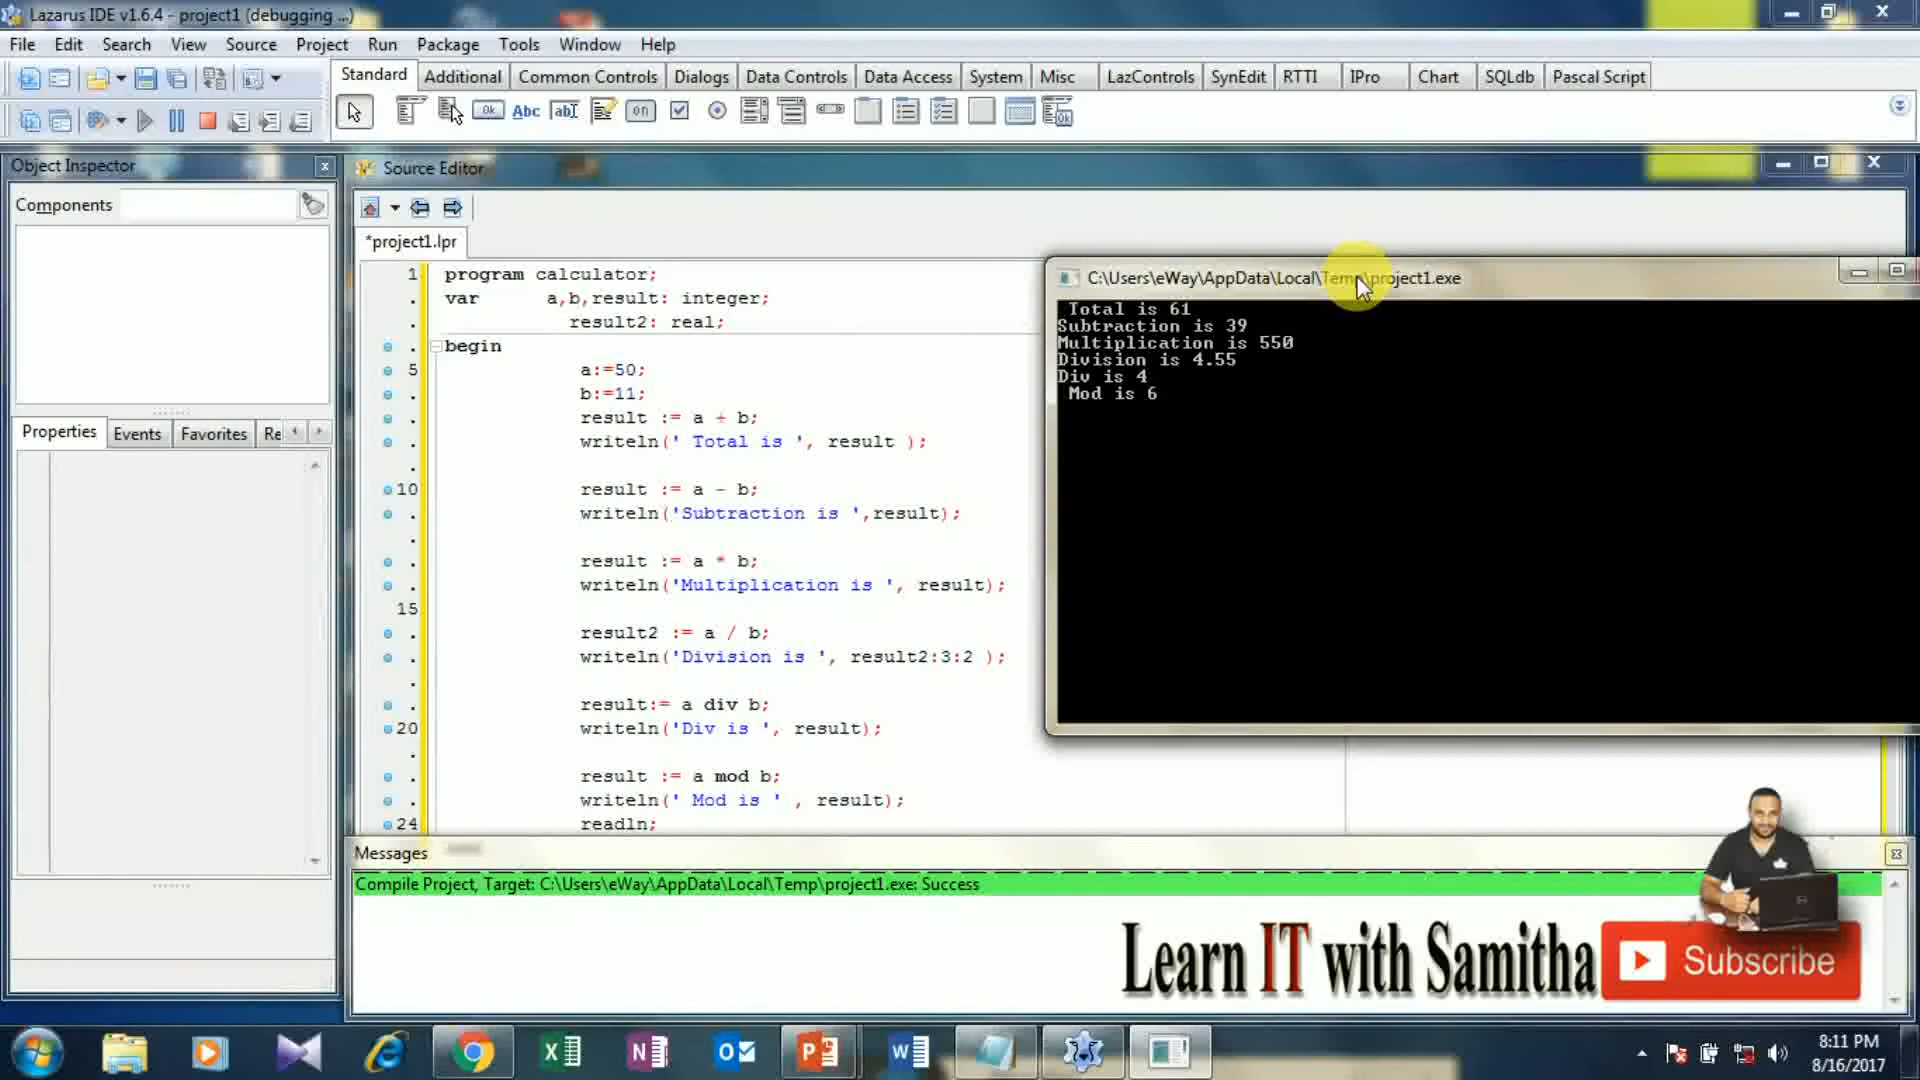 Lazarus IDE v1.6.4 - project1 (debugging ...)
File Edit Search View Source Project Run Package Tools Window Help
Standard Additional Common Controls Dialogs Data Controls Data Access System Misc LazControls SynEdit RTTI IPro Chart SQLdb Pascal Script
Ok Abc abI on
Object Inspector
Components
Properties Events Favorites Re
Source Editor
*project1.lpr
1 program calculator;
. var a,b,result: integer;
. result2: real;
. begin
5 a:=50;
. b:=11;
. result := a + b;
. writeln(' Total is ', result );
.
10 result := a - b;
. writeln('Subtraction is ',result);
.
. result := a * b;
. writeln('Multiplication is ', result);
15
. result2 := a / b;
. writeln('Division is ', result2:3:2 );
.
. result:= a div b;
20 writeln('Div is ', result);
.
. result := a mod b;
. writeln(' Mod is ' , result);
24 readln;
C:\Users\eWay\AppData\Local\Temp\project1.exe
Total is 61
Subtraction is 39
Multiplication is 550
Division is 4.55
Div is 4
Mod is 6
Messages
Compile Project, Target: C:\Users\eWay\AppData\Local\Temp\project1.exe: Success
Learn IT with Samitha
Subscribe
8:11 PM
8/16/2017